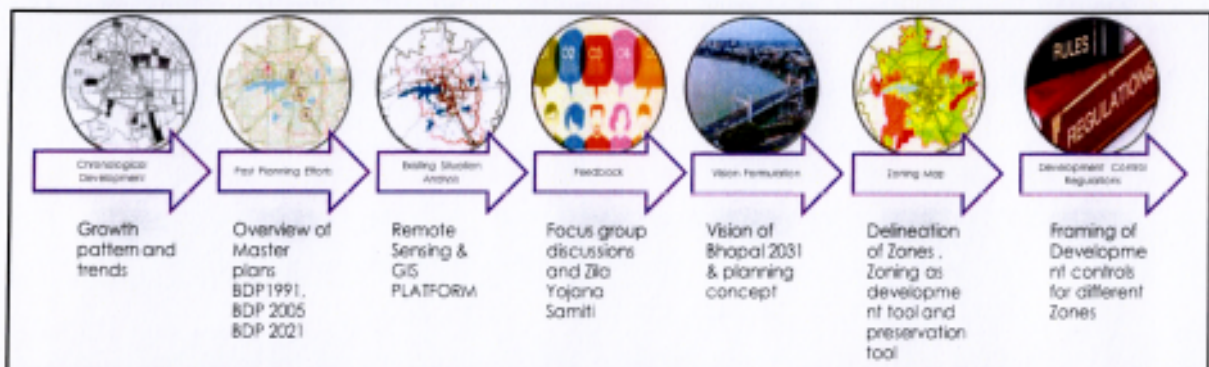 02 03 04
RULES
REGULATIONS
Chronological
Development
Past Planning Efforts
Existing Situation
Analysis
Feedback
Vision Formulation
Zoning Map
Development Control
Regulations
Growth
pattern and
trends
Overview of
Master
plans
BDP1991,
BDP 2005
BDP 2021
Remote
Sensing &
GIS
PLATFORM
Focus group
discussions
and Zila
Yojana
Samiti
Vision of
Bhopal 2031
& planning
concept
Delineation
of Zones ,
Zoning as
developme
nt tool and
preservation
tool
Framing of
Developme
nt controls
for different
Zones